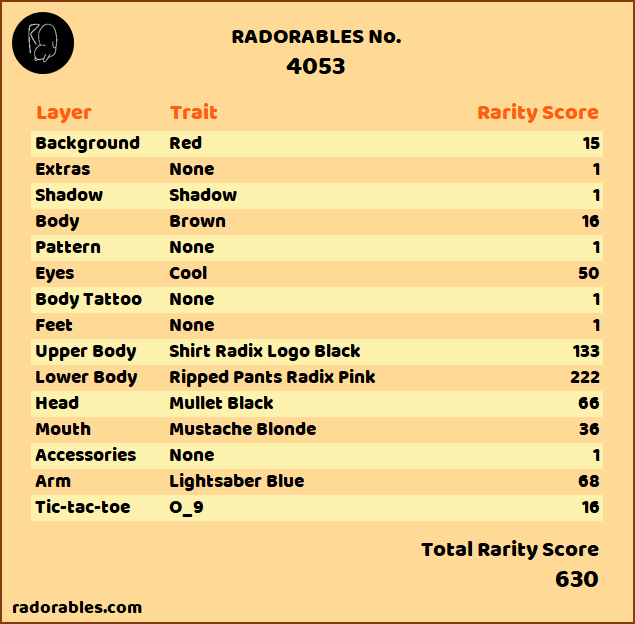 RADORABLES No.
4053
Layer Trait Rarity Score
Background Red 15
Extras None 1
Shadow Shadow 1
Body Brown 16
Pattern None 1
Eyes Cool 50
Body Tattoo None 1
Feet None 1
Upper Body Shirt Radix Logo Black 133
Lower Body Ripped Pants Radix Pink 222
Head Mullet Black 66
Mouth Mustache Blonde 36
Accessories None 1
Arm Lightsaber Blue 68
Tic-tac-toe O_9 16
Total Rarity Score
630
radorables.com